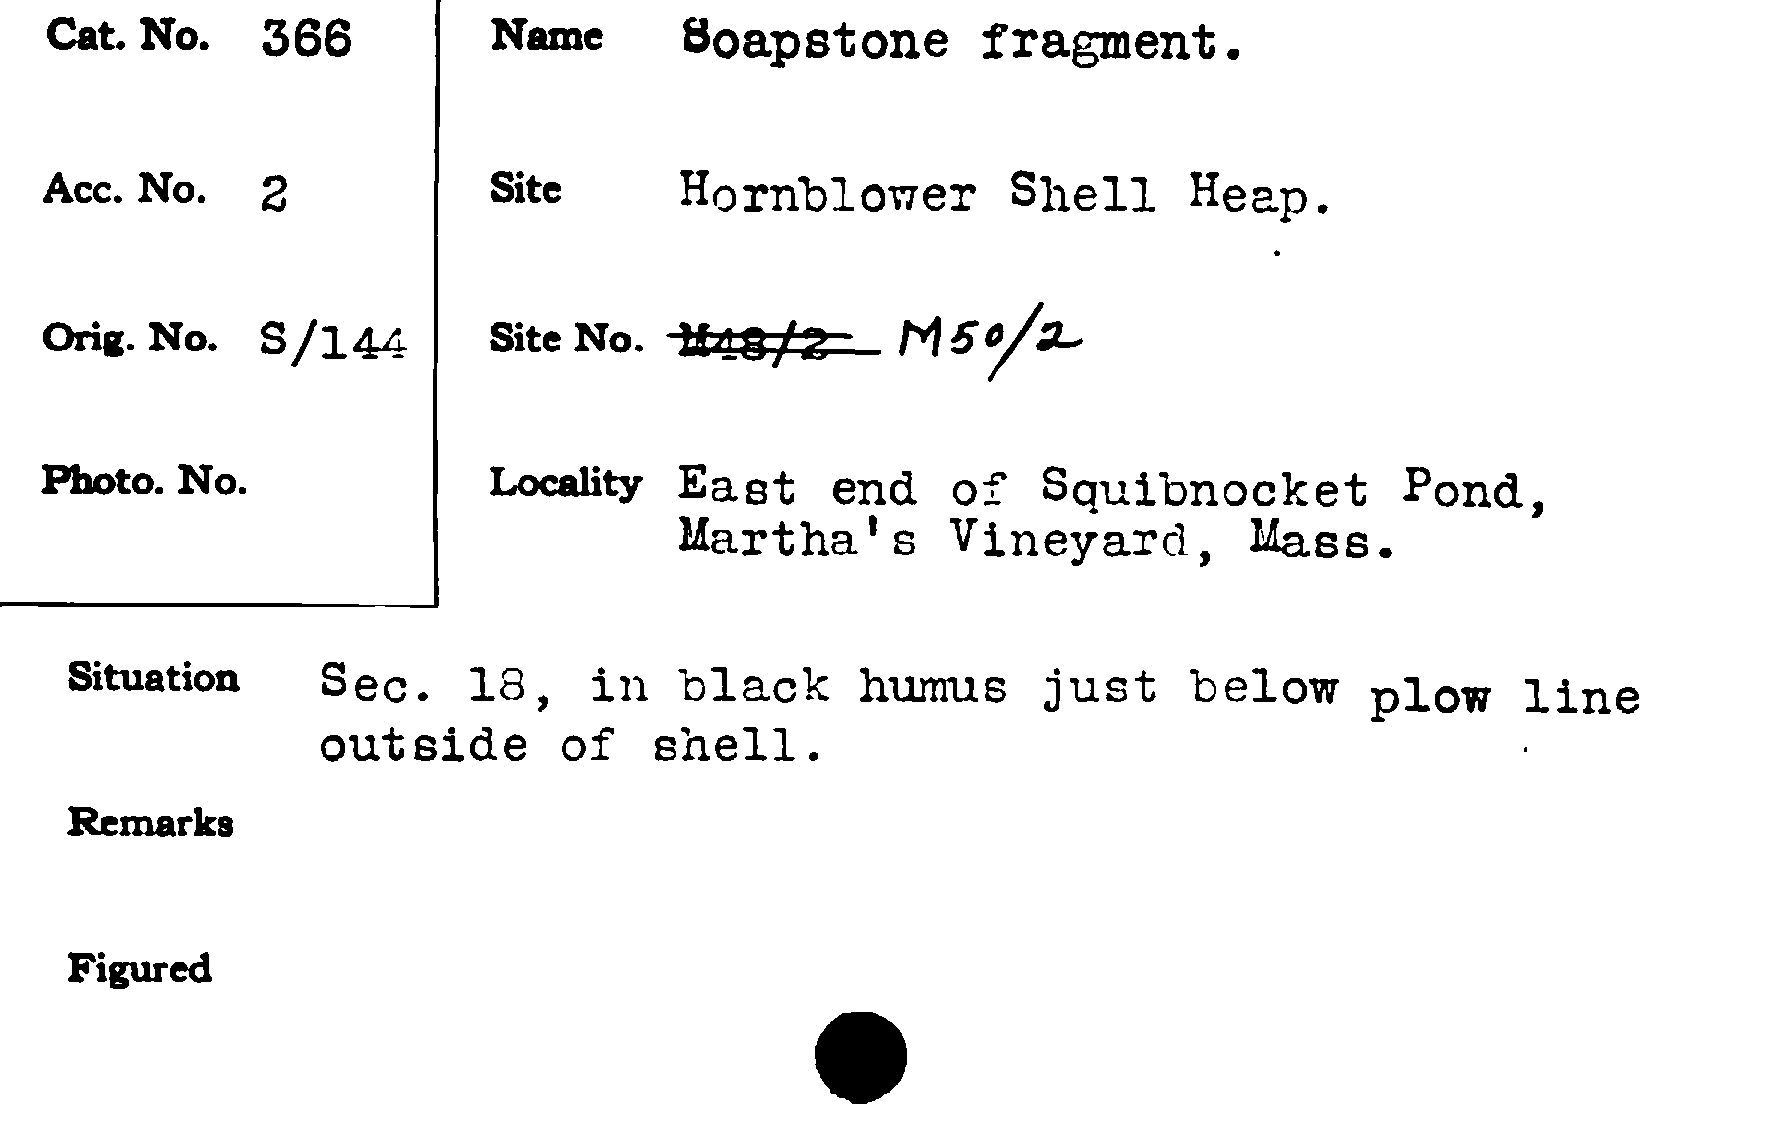 Cat. No. 366
Name Soapstone fragment.
Acc. No. 2
Site Hornblower Shell Heap.
Orig. No. S/144
Site No. M48/2 M50/2
Photo. No.
Locality East end of Squibnocket Pond,
Martha's Vineyard, Mass.
Situation Sec. 18, in black humus just below plow line
outside of shell.
Remarks
Figured